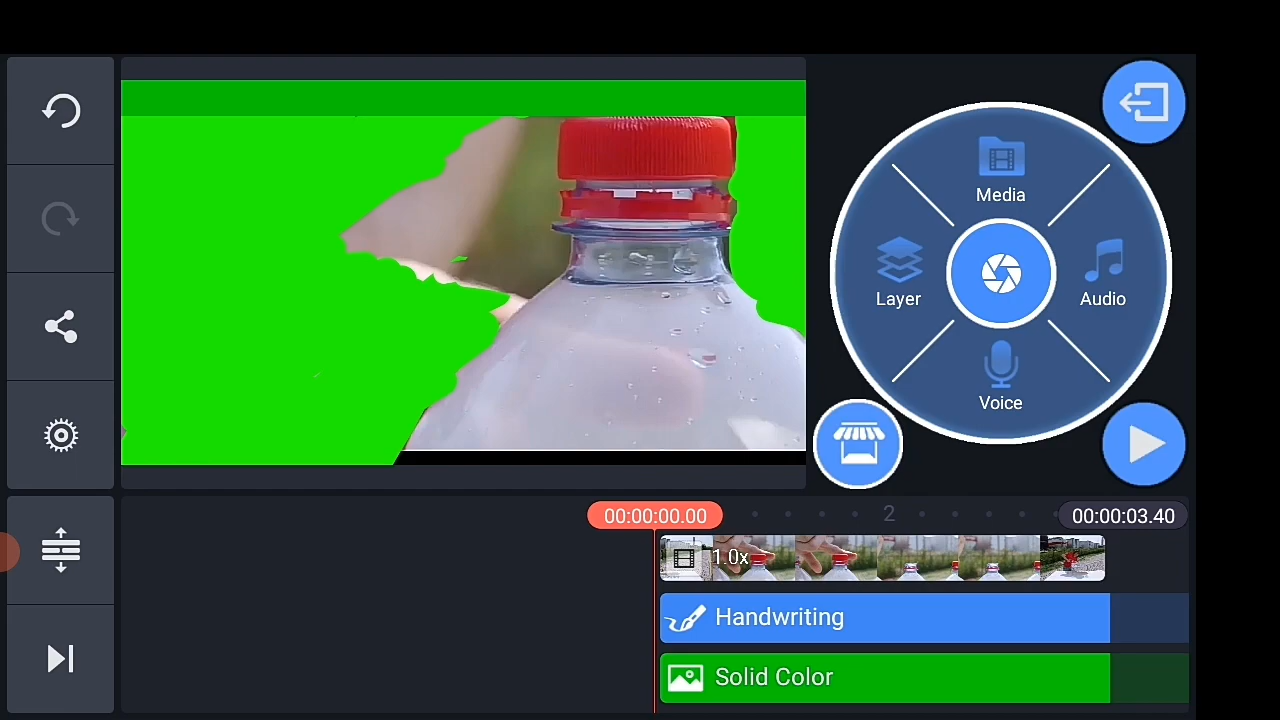 Media
Layer
Audio
Voice
00:00:00.00
2
00:00:03.40
1.0x
Handwriting
Solid Color